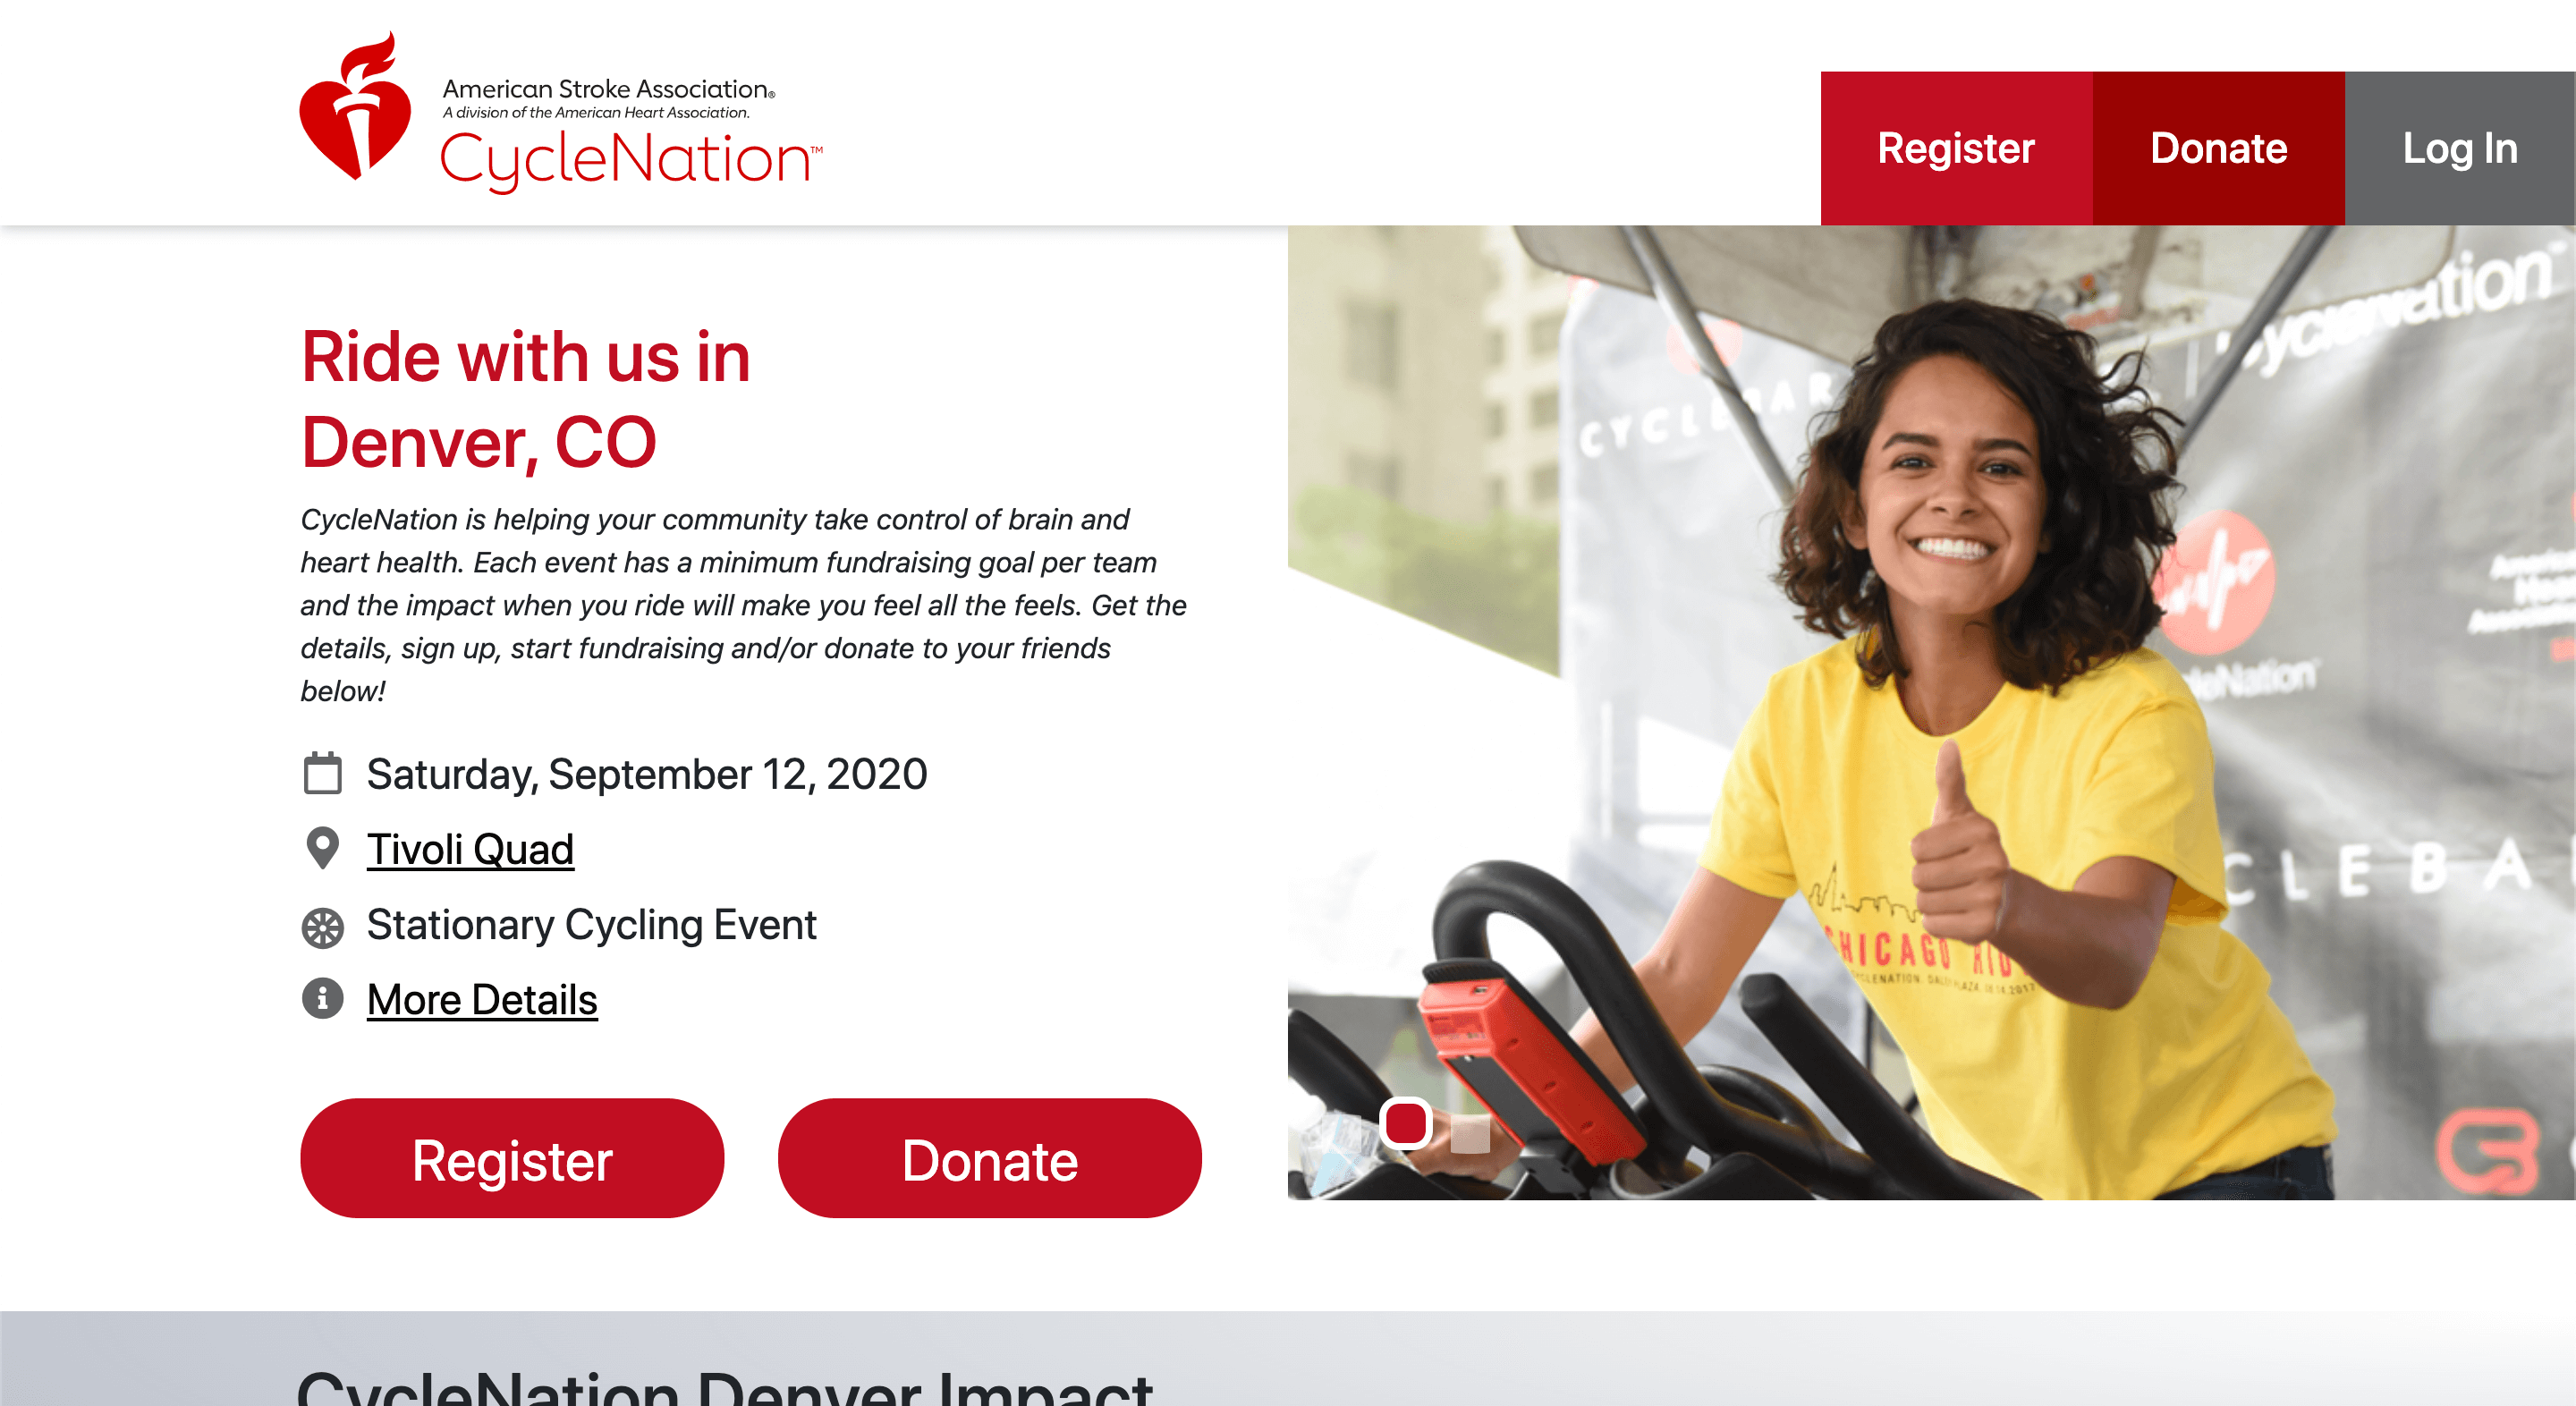 American Stroke Association®
A division of the American Heart Association.
CycleNation™
Register
Donate
Log In
Ride with us in
Denver, CO
CycleNation is helping your community take control of brain and
heart health. Each event has a minimum fundraising goal per team
and the impact when you ride will make you feel all the feels. Get the
details, sign up, start fundraising and/or donate to your friends
below!
Saturday, September 12, 2020
Tivoli Quad
Stationary Cycling Event
More Details
Register
Donate
CYCLEBAR
CycleNation™
CHICAGO RID
CycleNation Denver Impact